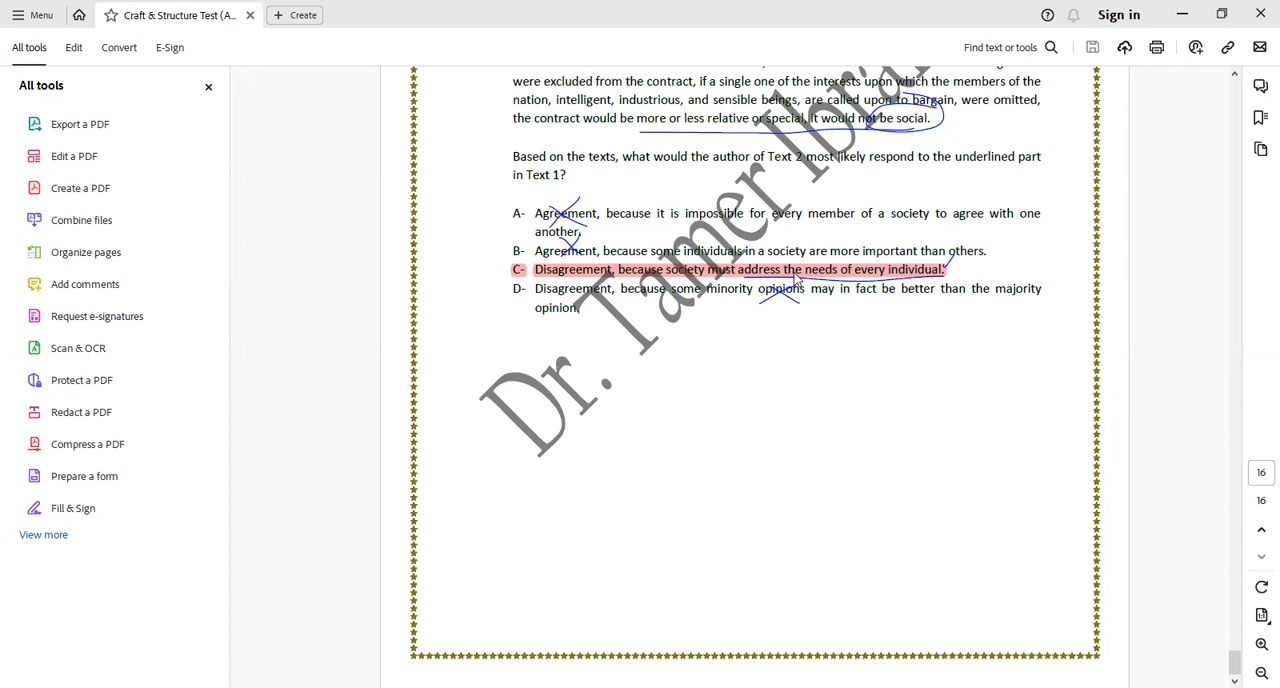 Menu
Craft & Structure Test (A...
Create
Sign in
All tools
Edit
Convert
E-Sign
Find text or tools
All tools
Export a PDF
Edit a PDF
Create a PDF
Combine files
Organize pages
Add comments
Request e-signatures
Scan & OCR
Protect a PDF
Redact a PDF
Compress a PDF
Prepare a form
Fill & Sign
View more
were excluded from the contract, if a single one of the interests upon which the members of the
nation, intelligent, industrious, and sensible beings, are called upon to bargain, were omitted,
the contract would be more or less relative or special, it would not be social.
Based on the texts, what would the author of Text 2 most likely respond to the underlined part
in Text 1?
A- Agreement, because it is impossible for every member of a society to agree with one
another.
B- Agreement, because some individuals in a society are more important than others.
C- Disagreement, because society must address the needs of every individual.
D- Disagreement, because some minority opinions may in fact be better than the majority
opinion.
Dr. Tamer
16
16